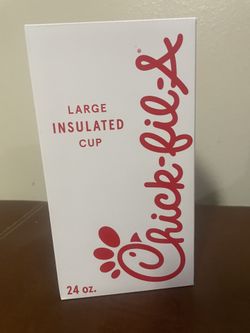 LARGE
INSULATED
CUP
Chick-fil-A
24 oz.